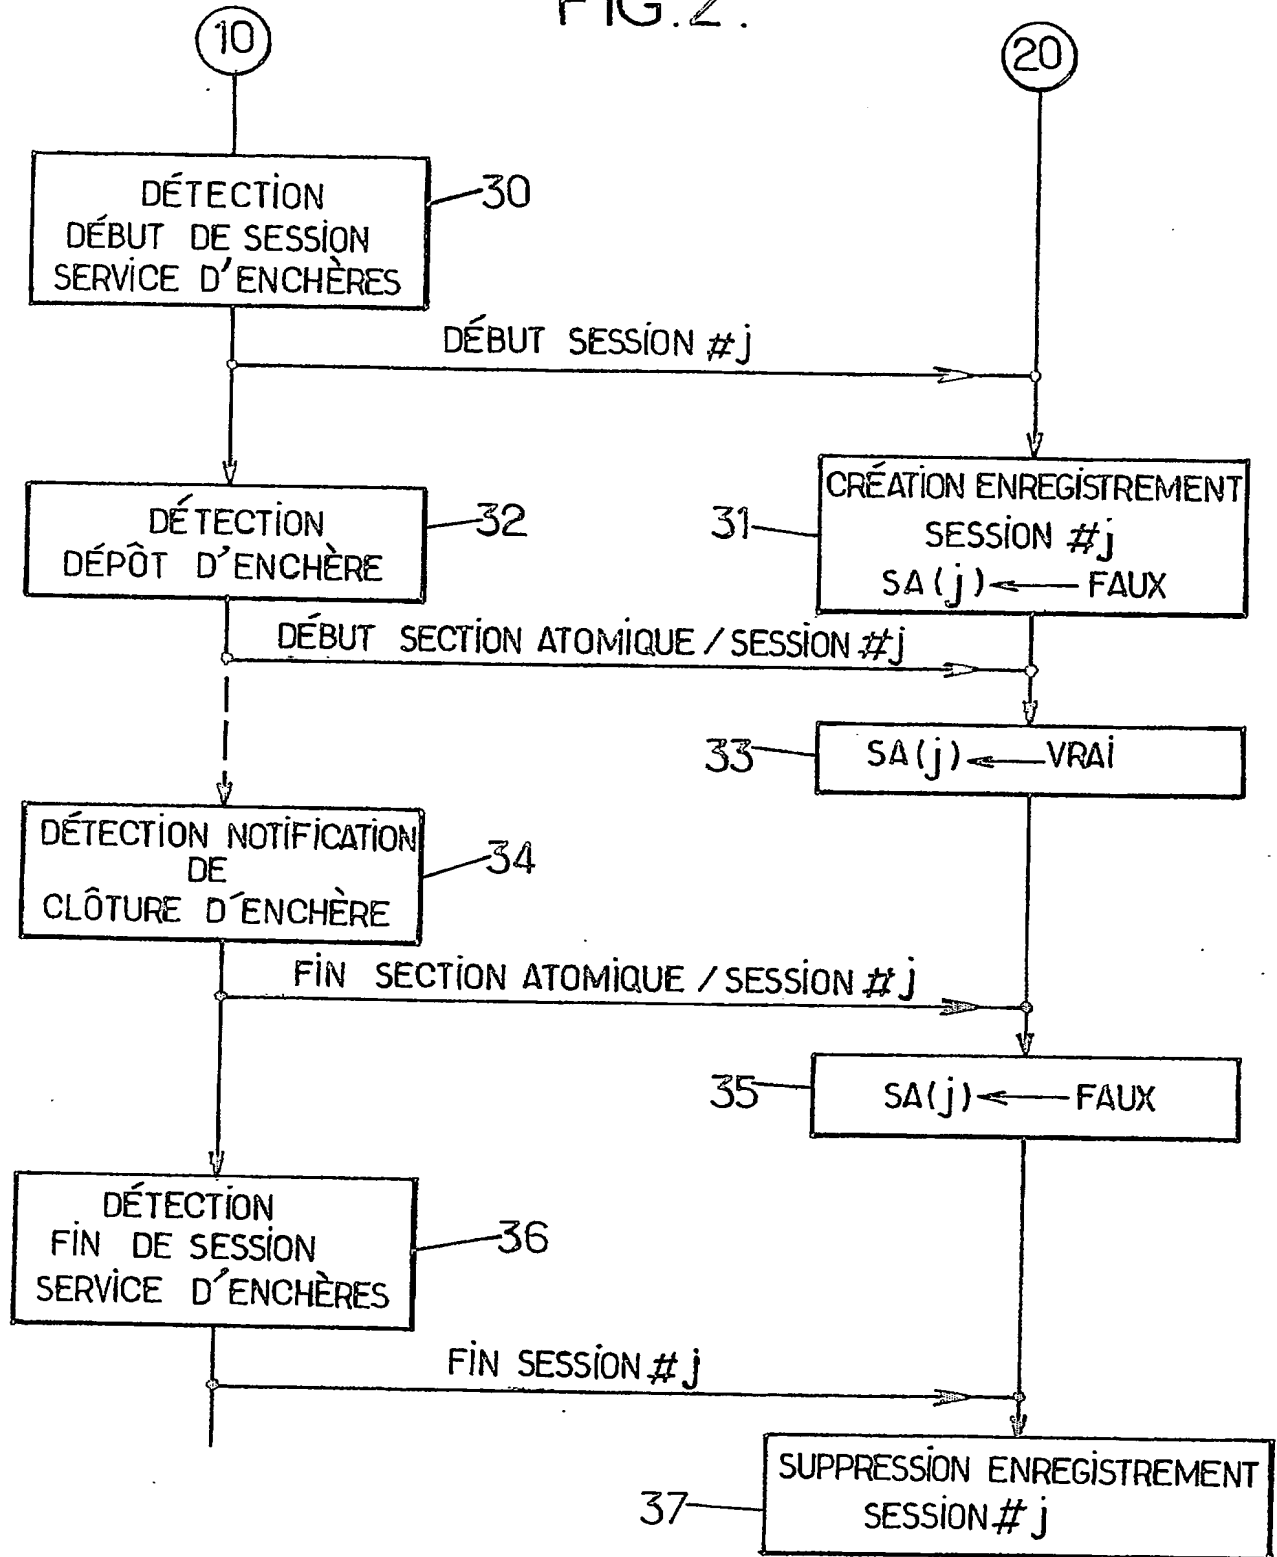 FIG.2.
10
20
DÉTECTION
DÉBUT DE SESSION
SERVICE D'ENCHÈRES
30
DÉBUT SESSION #j
DÉTECTION
DÉPÔT D'ENCHÈRE
32
31
CRÉATION ENREGISTREMENT
SESSION #j
SA(j) ← FAUX
DÉBUT SECTION ATOMIQUE / SESSION #j
33
SA(j) ← VRAI
DÉTECTION NOTIFICATION
DE
CLÔTURE D'ENCHÈRE
34
FIN SECTION ATOMIQUE / SESSION #j
35
SA(j) ← FAUX
DÉTECTION
FIN DE SESSION
SERVICE D'ENCHÈRES
36
FIN SESSION #j
37
SUPPRESSION ENREGISTREMENT
SESSION #j